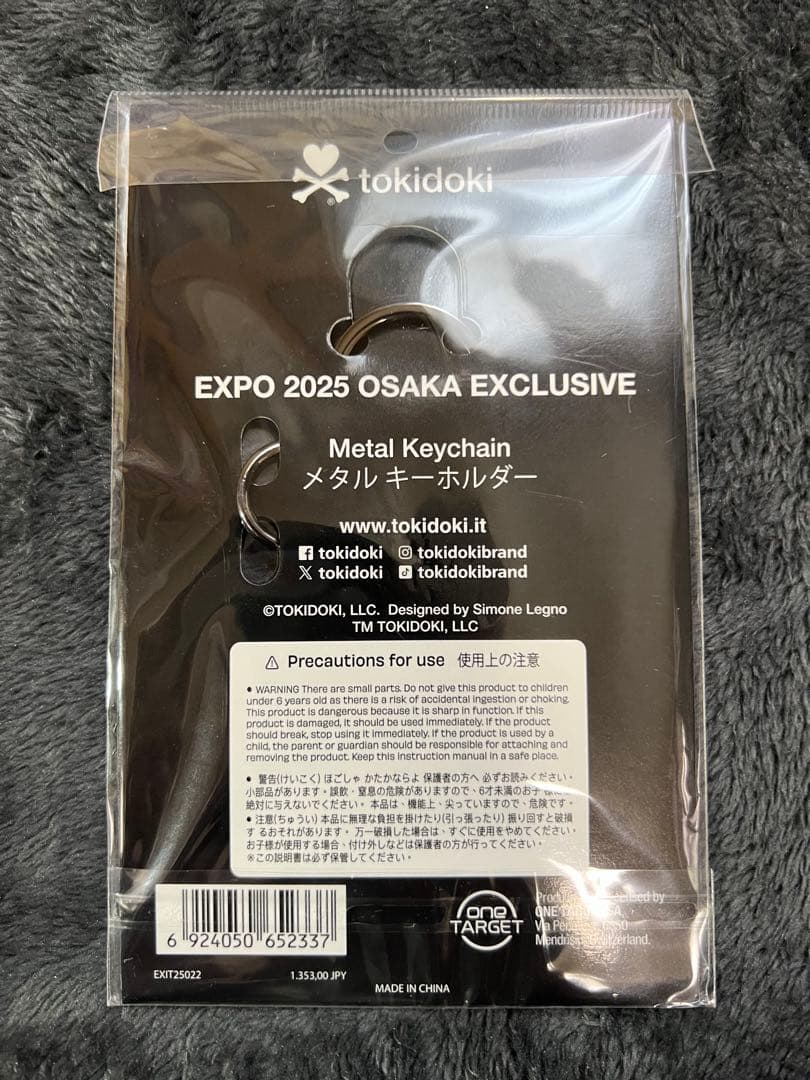 tokidoki
EXPO 2025 OSAKA EXCLUSIVE
Metal Keychain
メタル キーホルダー
www.tokidoki.it
tokidoki tokidokibrand
tokidoki tokidokibrand
©TOKIDOKI, LLC. Designed by Simone Legno
TM TOKIDOKI, LLC
Precautions for use 使用上の注意
• WARNING There are small parts. Do not give this product to children
under 6 years old as there is a risk of accidental ingestion or choking.
This product is dangerous because it is sharp in function. If this
product is damaged, it should be used immediately. If the product
should break, stop using it immediately. If the product is used by a
child, the parent or guardian should be responsible for attaching and
removing the product. Keep this instruction manual in a safe place.
• 警告(けいこく) ほごしゃ かたかならよ 保護者の方へ 必ずお読みください。
小部品があります。誤飲・窒息の危険がありますので、6才未満のお子様には
絶対に与えないでください。 本品は、機能上、尖っていますので、危険です。
• 注意(ちゅうい) 本品に無理な負担を掛けたり(引っ張ったり) 振り回すと破損
するおそれがあります。 万一破損した場合は、すぐに使用をやめてください。
お子様が使用する場合、付け外しなどは保護者の方が行ってください。
※この説明書は必ず保管してください。
6 924050 652337
EXIT25022 1.353,00 JPY
one
TARGET
by
ONE
Via
Mendrisio, Switzerland.
MADE IN CHINA